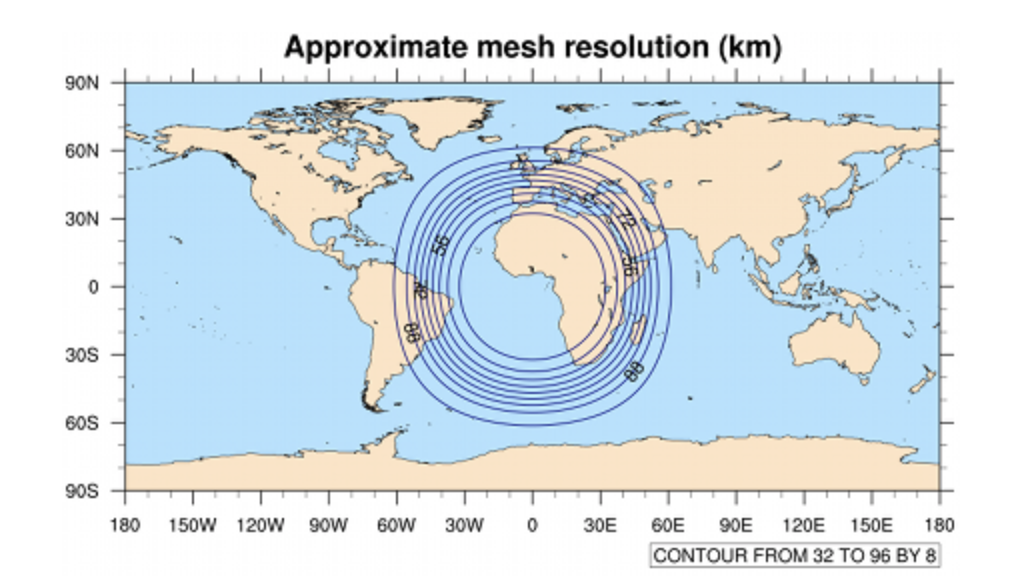 Approximate mesh resolution (km)
90N
60N
30N
0
30S
60S
90S
56
72
56
88
88
180 150W 120W 90W 60W 30W 0 30E 60E 90E 120E 150E 180
CONTOUR FROM 32 TO 96 BY 8